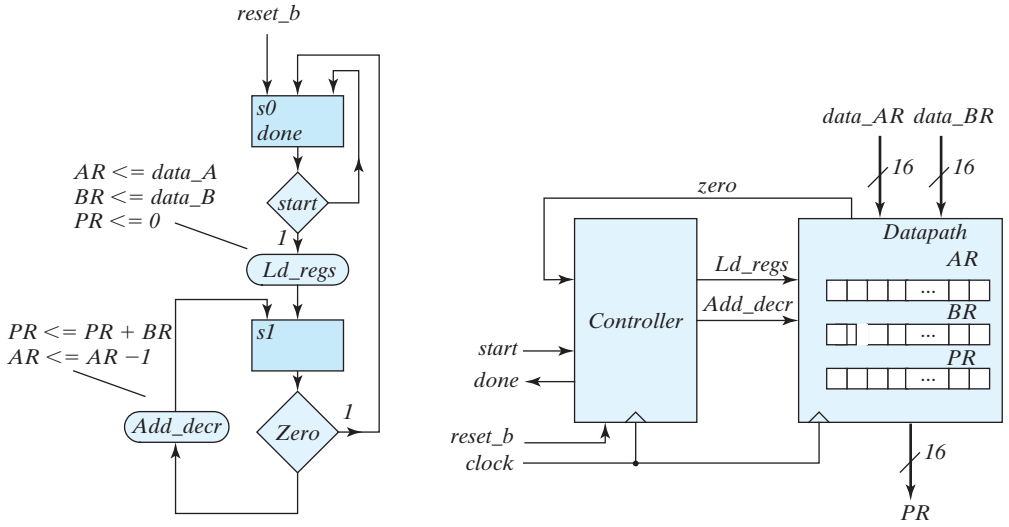 reset_b
s0
done
AR <= data_A
BR <= data_B
PR <= 0
start
1
Ld_regs
s1
PR <= PR + BR
AR <= AR −1
Add_decr
Zero
1
data_AR data_BR
16
16
zero
Datapath
AR
Ld_regs
...
Add_decr
BR
Controller
...
start
PR
done
...
reset_b
clock
16
PR